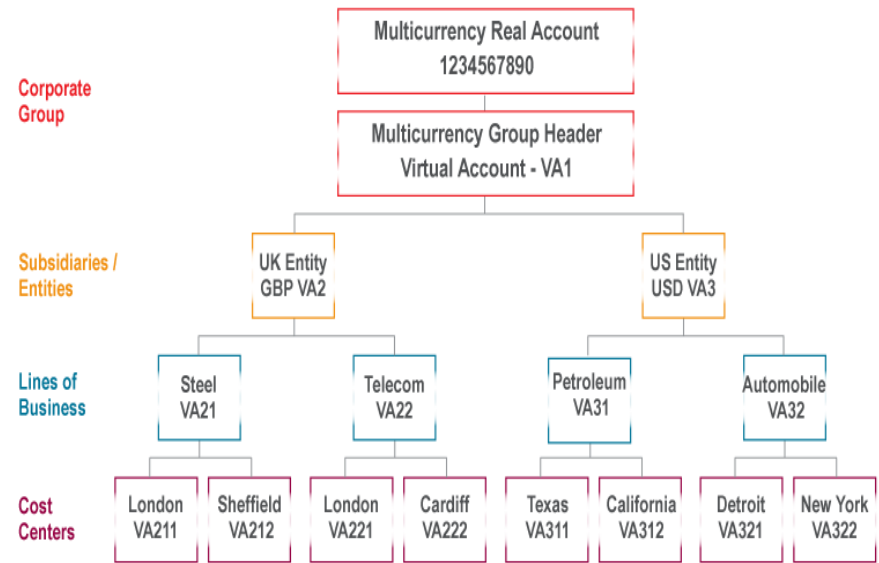 Multicurrency Real Account
1234567890
Corporate
Group
Multicurrency Group Header
Virtual Account - VA1
Subsidiaries /
Entities
UK Entity
GBP VA2
US Entity
USD VA3
Lines of
Business
Steel
VA21
Telecom
VA22
Petroleum
VA31
Automobile
VA32
Cost
Centers
London
VA211
Sheffield
VA212
London
VA221
Cardiff
VA222
Texas
VA311
California
VA312
Detroit
VA321
New York
VA322